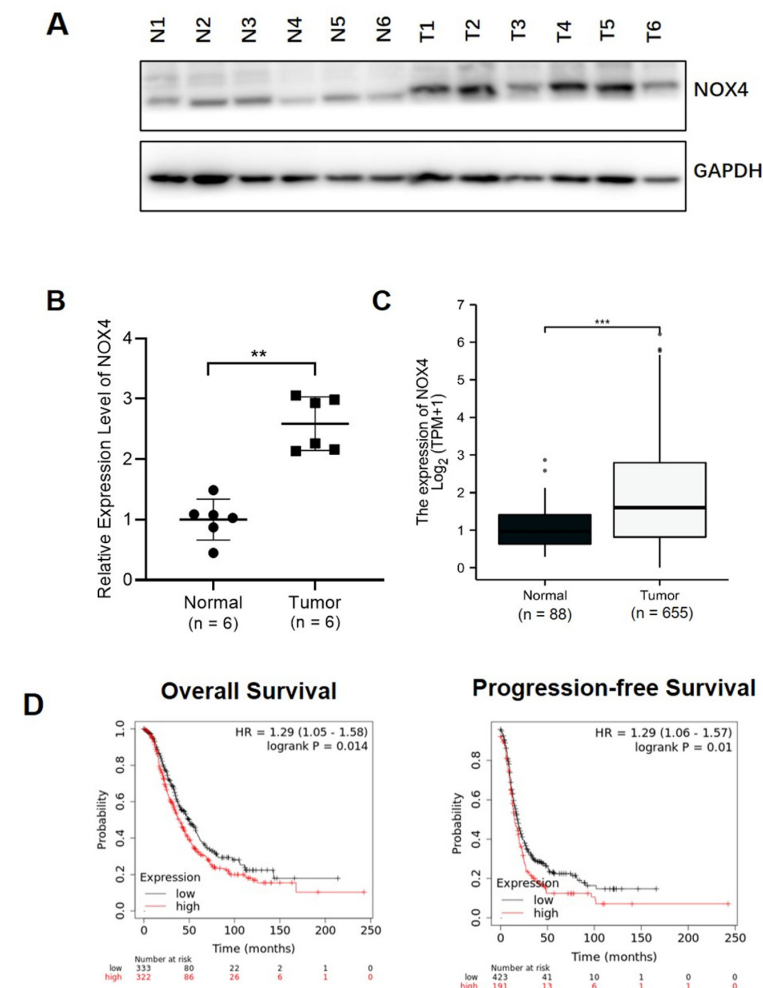 A
N1 N2 N3 N4 N5 N6 T1 T2 T3 T4 T5 T6
NOX4
GAPDH
B
Relative Expression Level of NOX4
4
3
2
1
0
**
Normal
(n = 6)
Tumor
(n = 6)
C
The expression of NOX4
Log2 (TPM+1)
7
6
5
4
3
2
1
0
***
Normal
(n = 88)
Tumor
(n = 655)
D
Overall Survival
HR = 1.29 (1.05 - 1.58)
logrank P = 0.014
Probability
1.0
0.8
0.6
0.4
0.2
0.0
Expression
low
high
0 50 100 150 200 250
Time (months)
Number at risk
low 333 80 22 2 1 0
high 322 86 26 6 1 0
Progression-free Survival
HR = 1.29 (1.06 - 1.57)
logrank P = 0.01
Probability
0.8
0.6
0.4
0.2
0.0
Expression
low
high
0 50 100 150 200 250
Time (months)
Number at risk
low 423 41 10 1 0 0
high 191 13 6 1 1 0